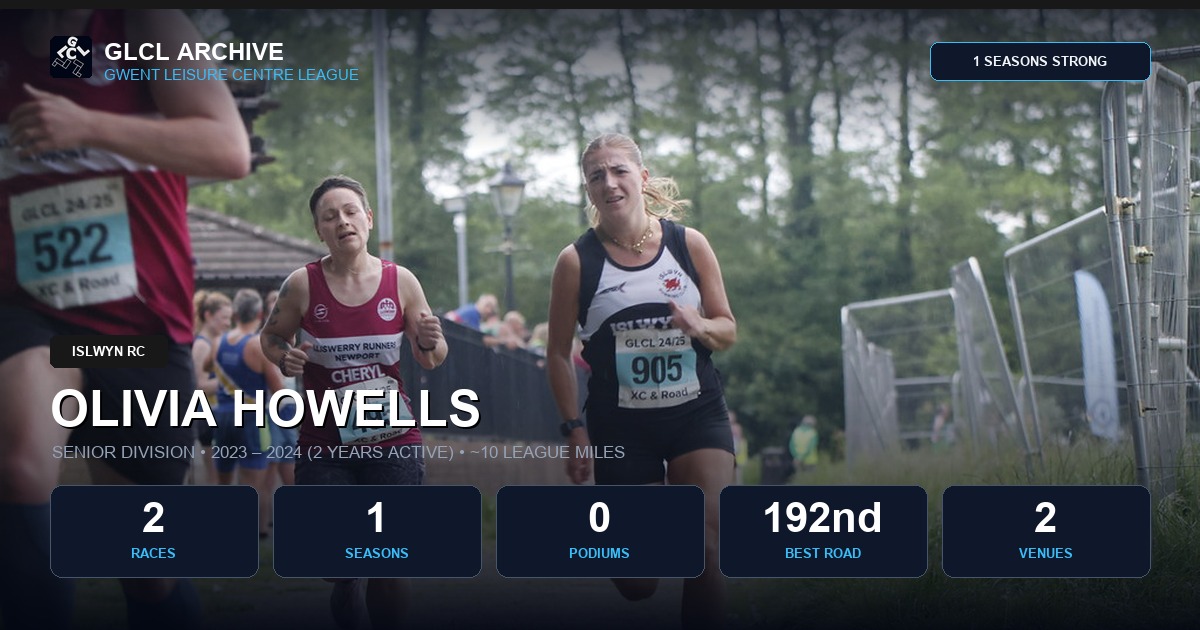 GLCL ARCHIVE
GWENT LEISURE CENTRE LEAGUE
1 SEASONS STRONG
GLCL 24/25
522
XC & Road
LLISWERRY RUNNERS
NEWPORT
CHERYL
XC & Road
GLCL 24/25
905
XC & Road
ISLWYN RC
OLIVIA HOWELLS
SENIOR DIVISION • 2023 – 2024 (2 YEARS ACTIVE) • ~10 LEAGUE MILES
2
RACES
1
SEASONS
0
PODIUMS
192nd
BEST ROAD
2
VENUES